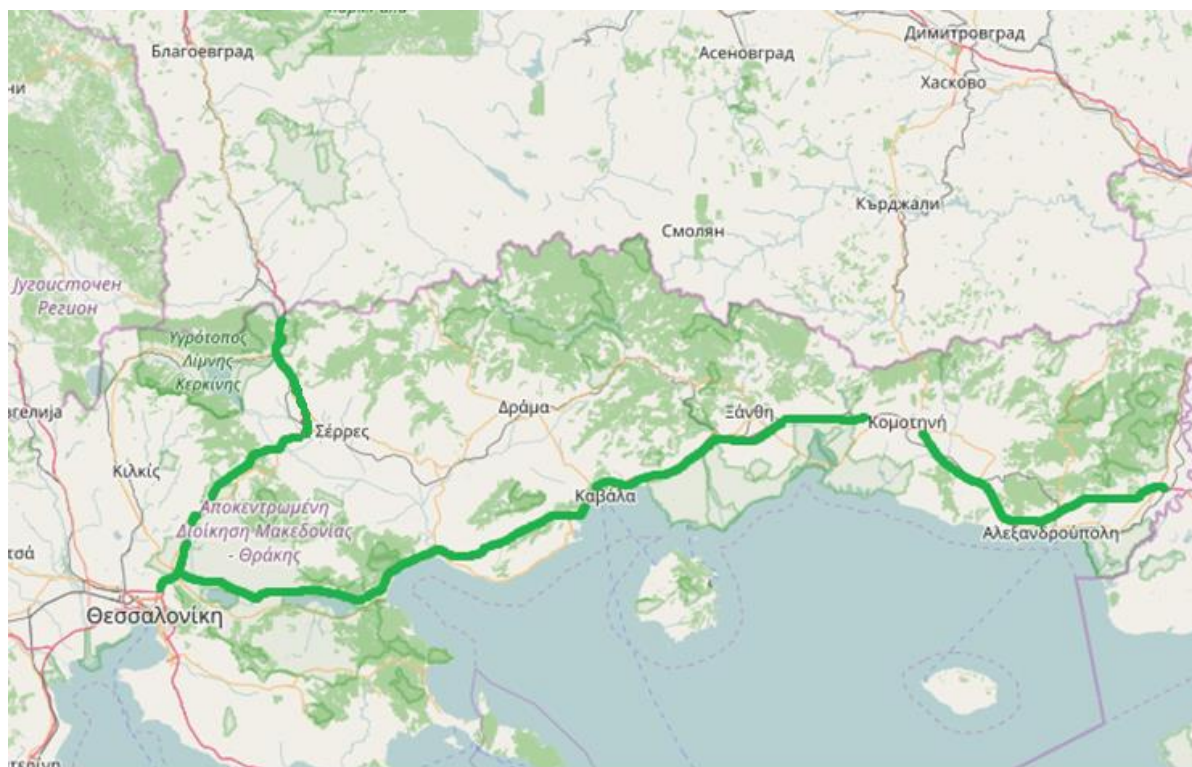 Благоевград
Асеновград
Димитровград
Хасково
Кърджали
Смолян
Југоисточен
Регион
Υγρότοπος
Λίμνης
Κερκίνης
Δράμα
Ξάνθη
Κομοτηνή
Σέρρες
Κιλκίς
Καβάλα
Αποκεντρωμένη
Διοίκηση Μακεδονίας
- Θράκης
Αλεξανδρούπολη
Θεσσαλονίκη